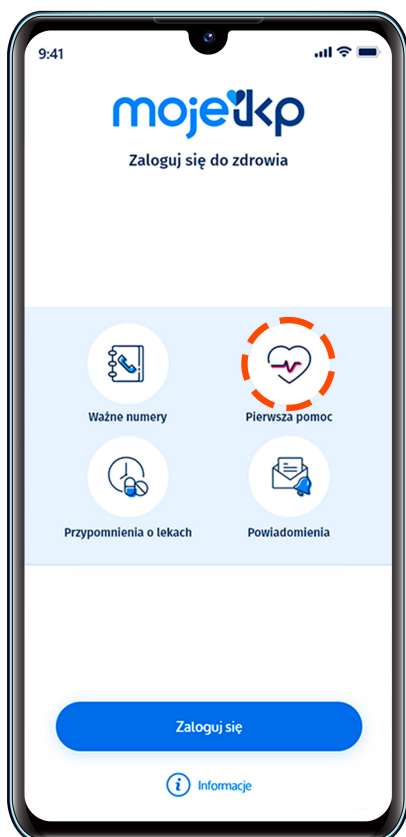 9:41
mojeikp
Zaloguj się do zdrowia
Ważne numery
Pierwsza pomoc
Przypomnienia o lekach
Powiadomienia
Zaloguj się
i Informacje